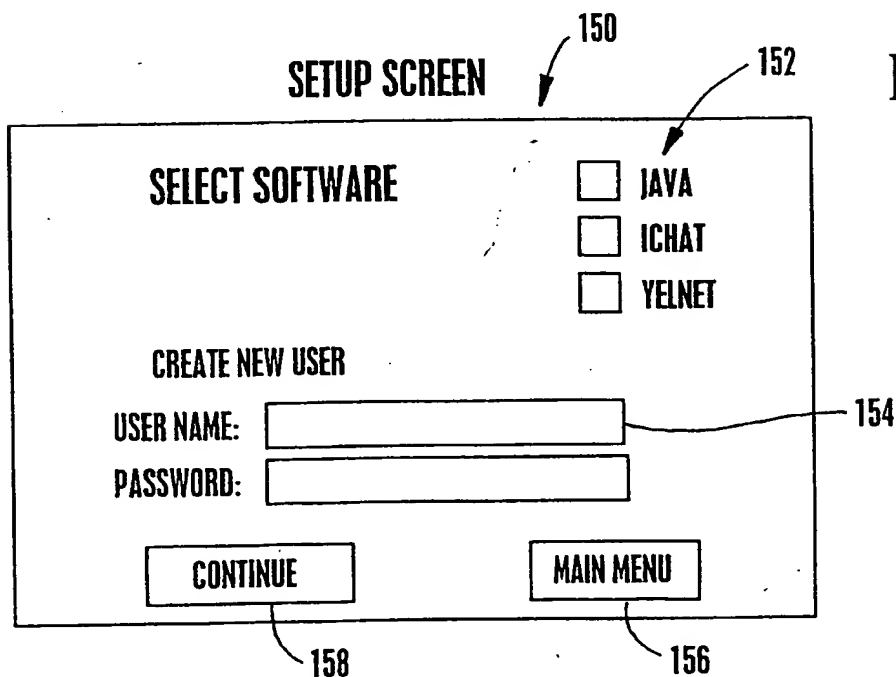 150
SETUP SCREEN
152
SELECT SOFTWARE
JAVA
ICHAT
YELNET
CREATE NEW USER
USER NAME:
154
PASSWORD:
CONTINUE
MAIN MENU
158
156